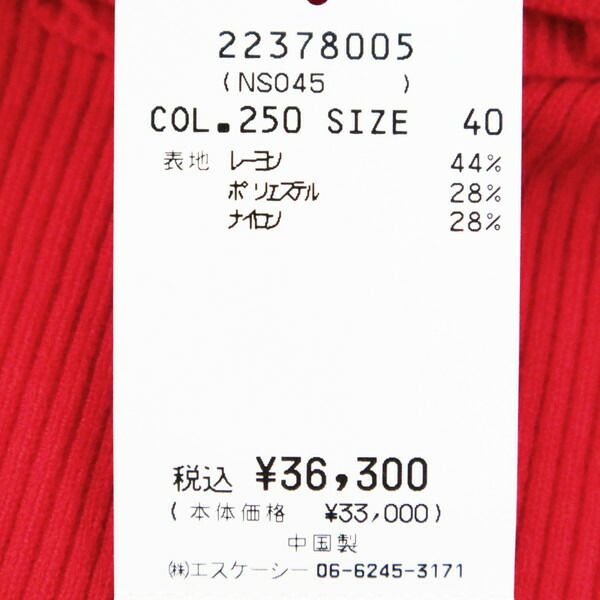 22378005
(NS045 )
COL.250 SIZE 40
表地 レーヨン 44%
ポリエステル 28%
ナイロン 28%
税込 ¥36,300
(本体価格 ¥33,000)
中国製
㈱エスケーシー 06-6245-3171